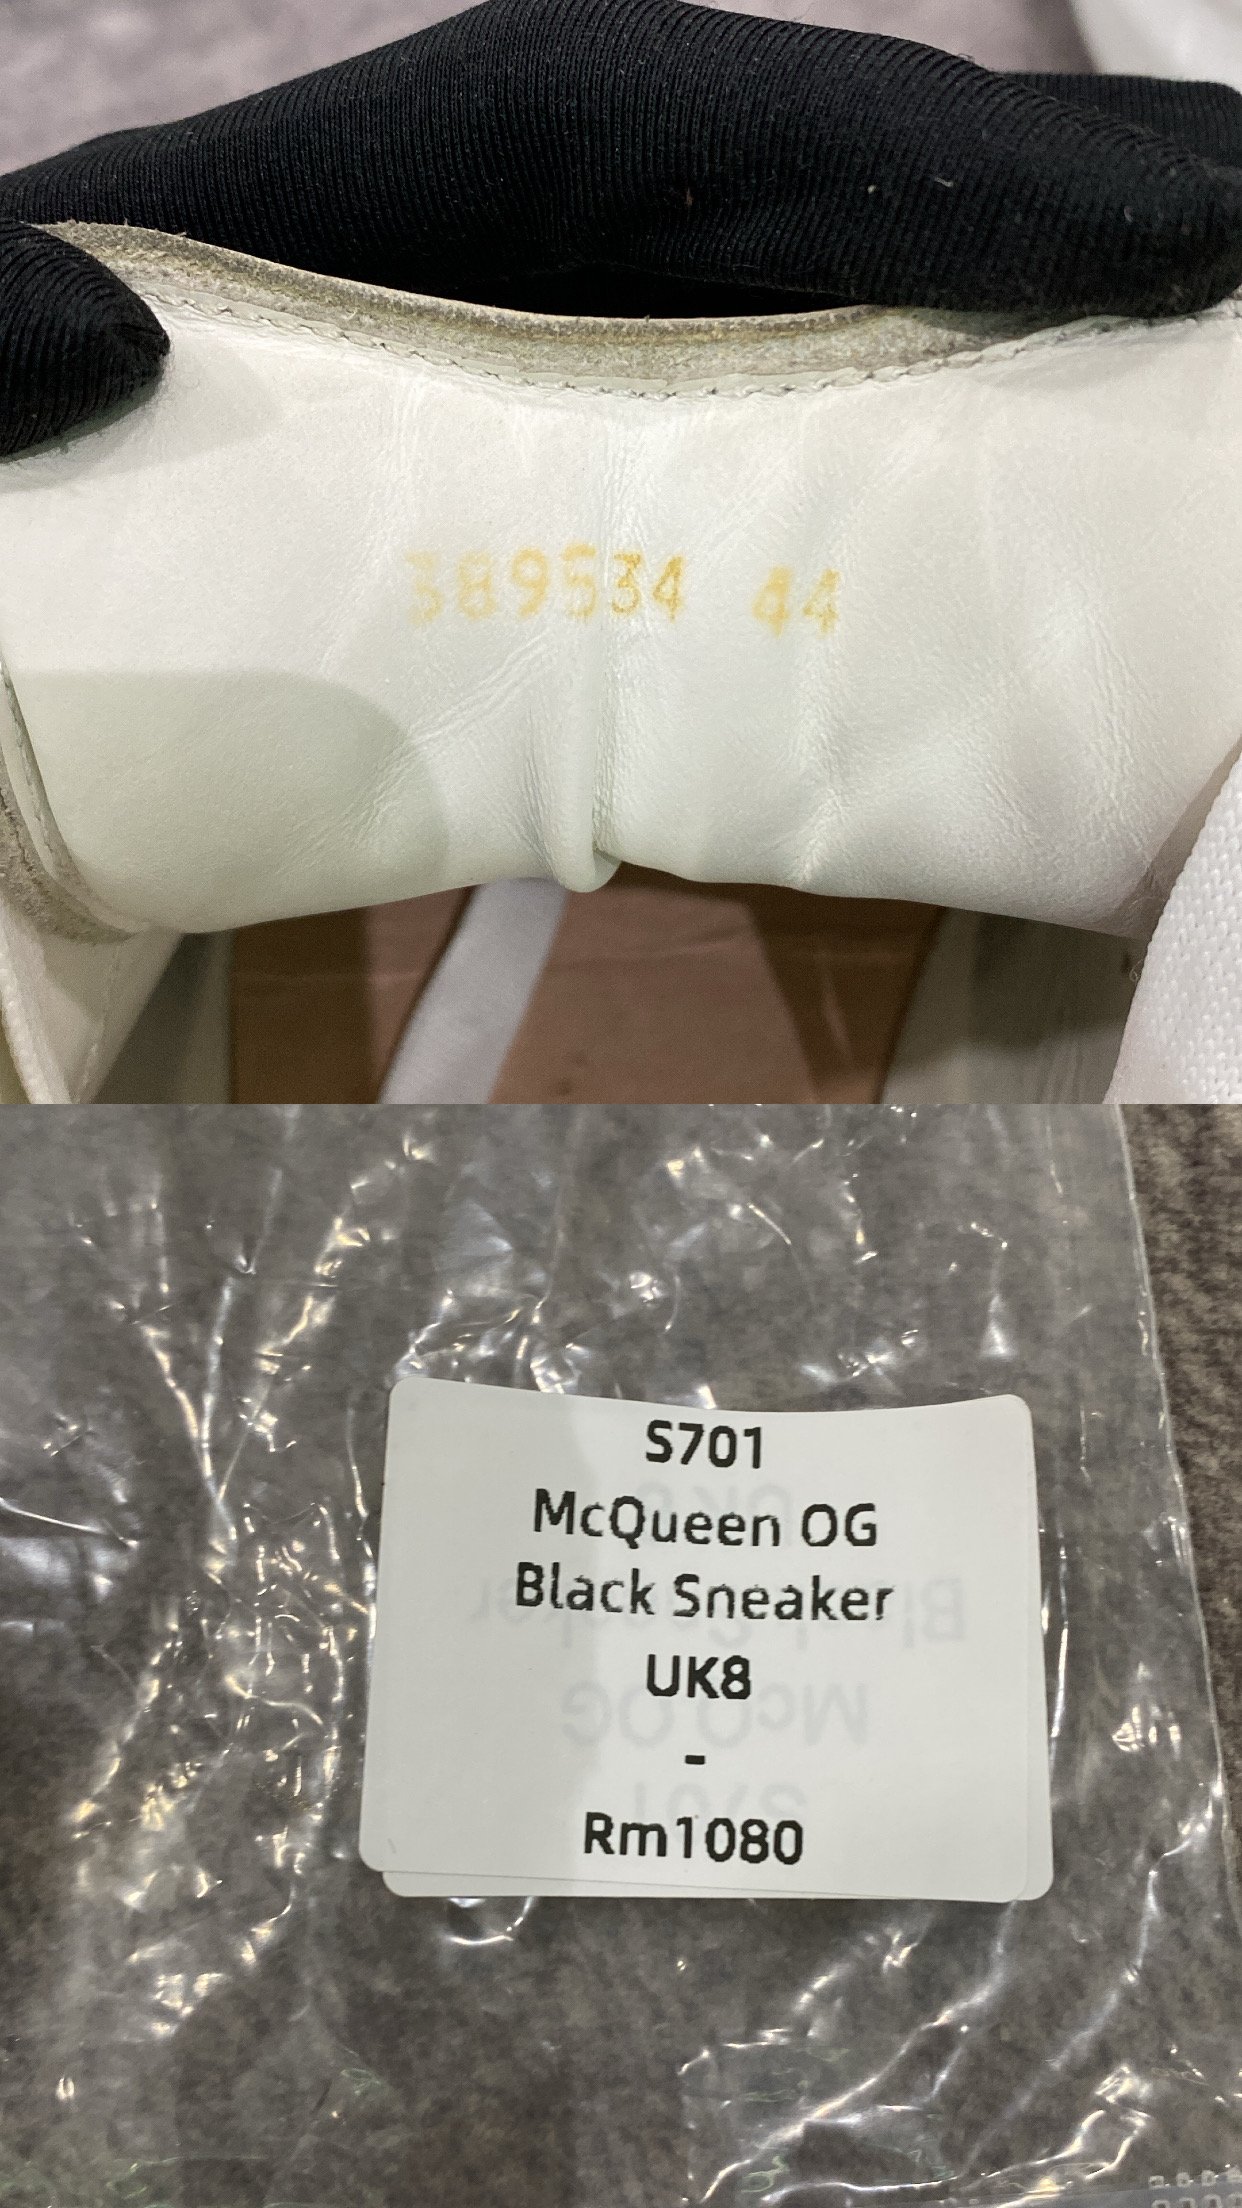 389534 44
S701
McQueen OG
Black Sneaker
UK8
-
Rm1080